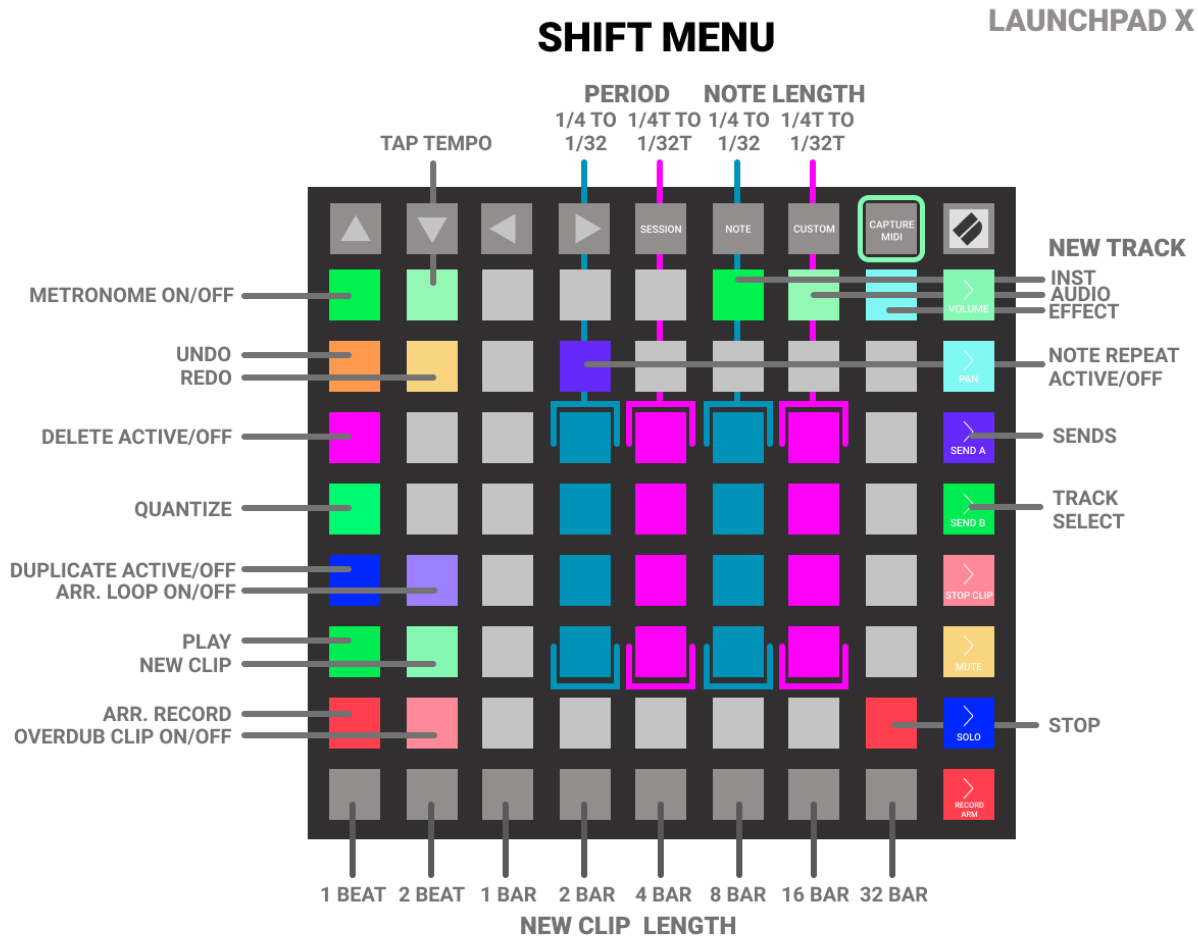 LAUNCHPAD X
SHIFT MENU
PERIOD
NOTE LENGTH
1/4 TO
1/32
1/4T TO
1/32T
1/4 TO
1/32
1/4T TO
1/32T
TAP TEMPO
SESSION
NOTE
CUSTOM
CAPTURE
MIDI
NEW TRACK
INST
AUDIO
EFFECT
METRONOME ON/OFF
VOLUME
UNDO
REDO
PAN
NOTE REPEAT
ACTIVE/OFF
DELETE ACTIVE/OFF
SEND A
SENDS
QUANTIZE
SEND B
TRACK
SELECT
DUPLICATE ACTIVE/OFF
ARR. LOOP ON/OFF
STOP CLIP
PLAY
NEW CLIP
MUTE
ARR. RECORD
OVERDUB CLIP ON/OFF
SOLO
STOP
RECORD
ARM
1 BEAT 2 BEAT 1 BAR 2 BAR 4 BAR 8 BAR 16 BAR 32 BAR
NEW CLIP LENGTH